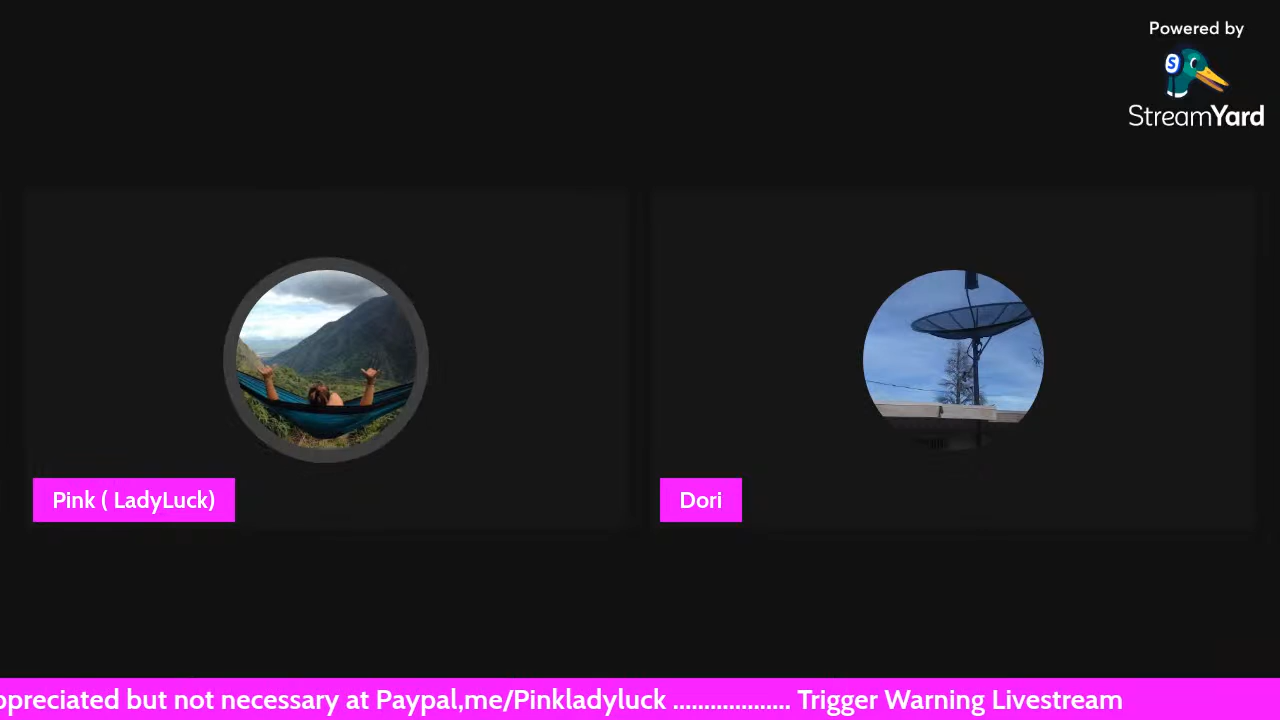 Powered by
S
StreamYard
Pink ( LadyLuck)
Dori
ppreciated but not necessary at Paypal,me/Pinkladyluck ................... Trigger Warning Livestream